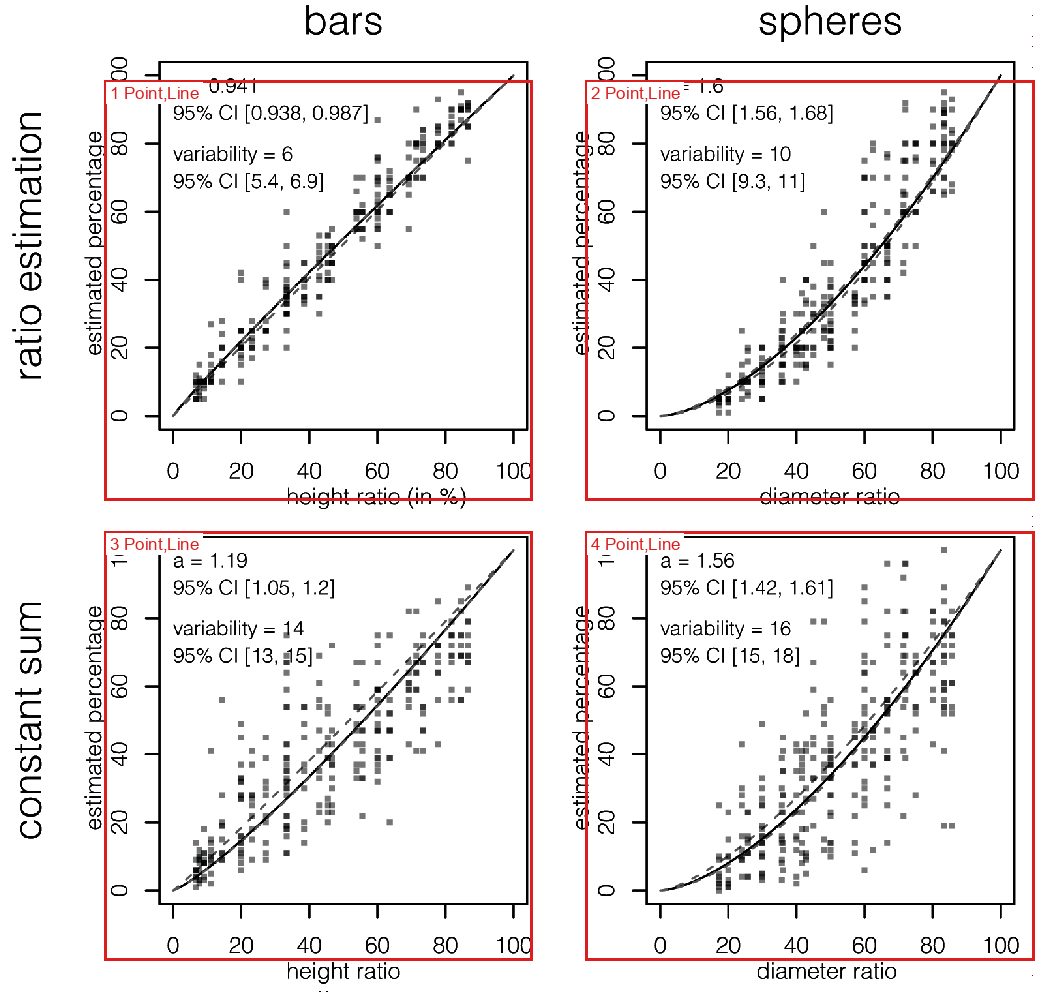 bars
spheres
ratio estimation
1 Point,Line
0.941
95% CI [0.938, 0.987]
variability = 6
95% CI [5.4, 6.9]
estimated percentage
0
20
40
60
80
00
0 20 40 60 80 100
height ratio (in %)
2 Point,Line
= 1.6
95% CI [1.56, 1.68]
variability = 10
95% CI [9.3, 11]
estimated percentage
0
20
40
60
80
00
0 20 40 60 80 100
diameter ratio
constant sum
3 Point,Line
a = 1.19
95% CI [1.05, 1.2]
variability = 14
95% CI [13, 15]
estimated percentage
0
20
40
60
80
0 20 40 60 80 100
height ratio
4 Point,Line
a = 1.56
95% CI [1.42, 1.61]
variability = 16
95% CI [15, 18]
estimated percentage
0
20
40
60
80
0 20 40 60 80 100
diameter ratio